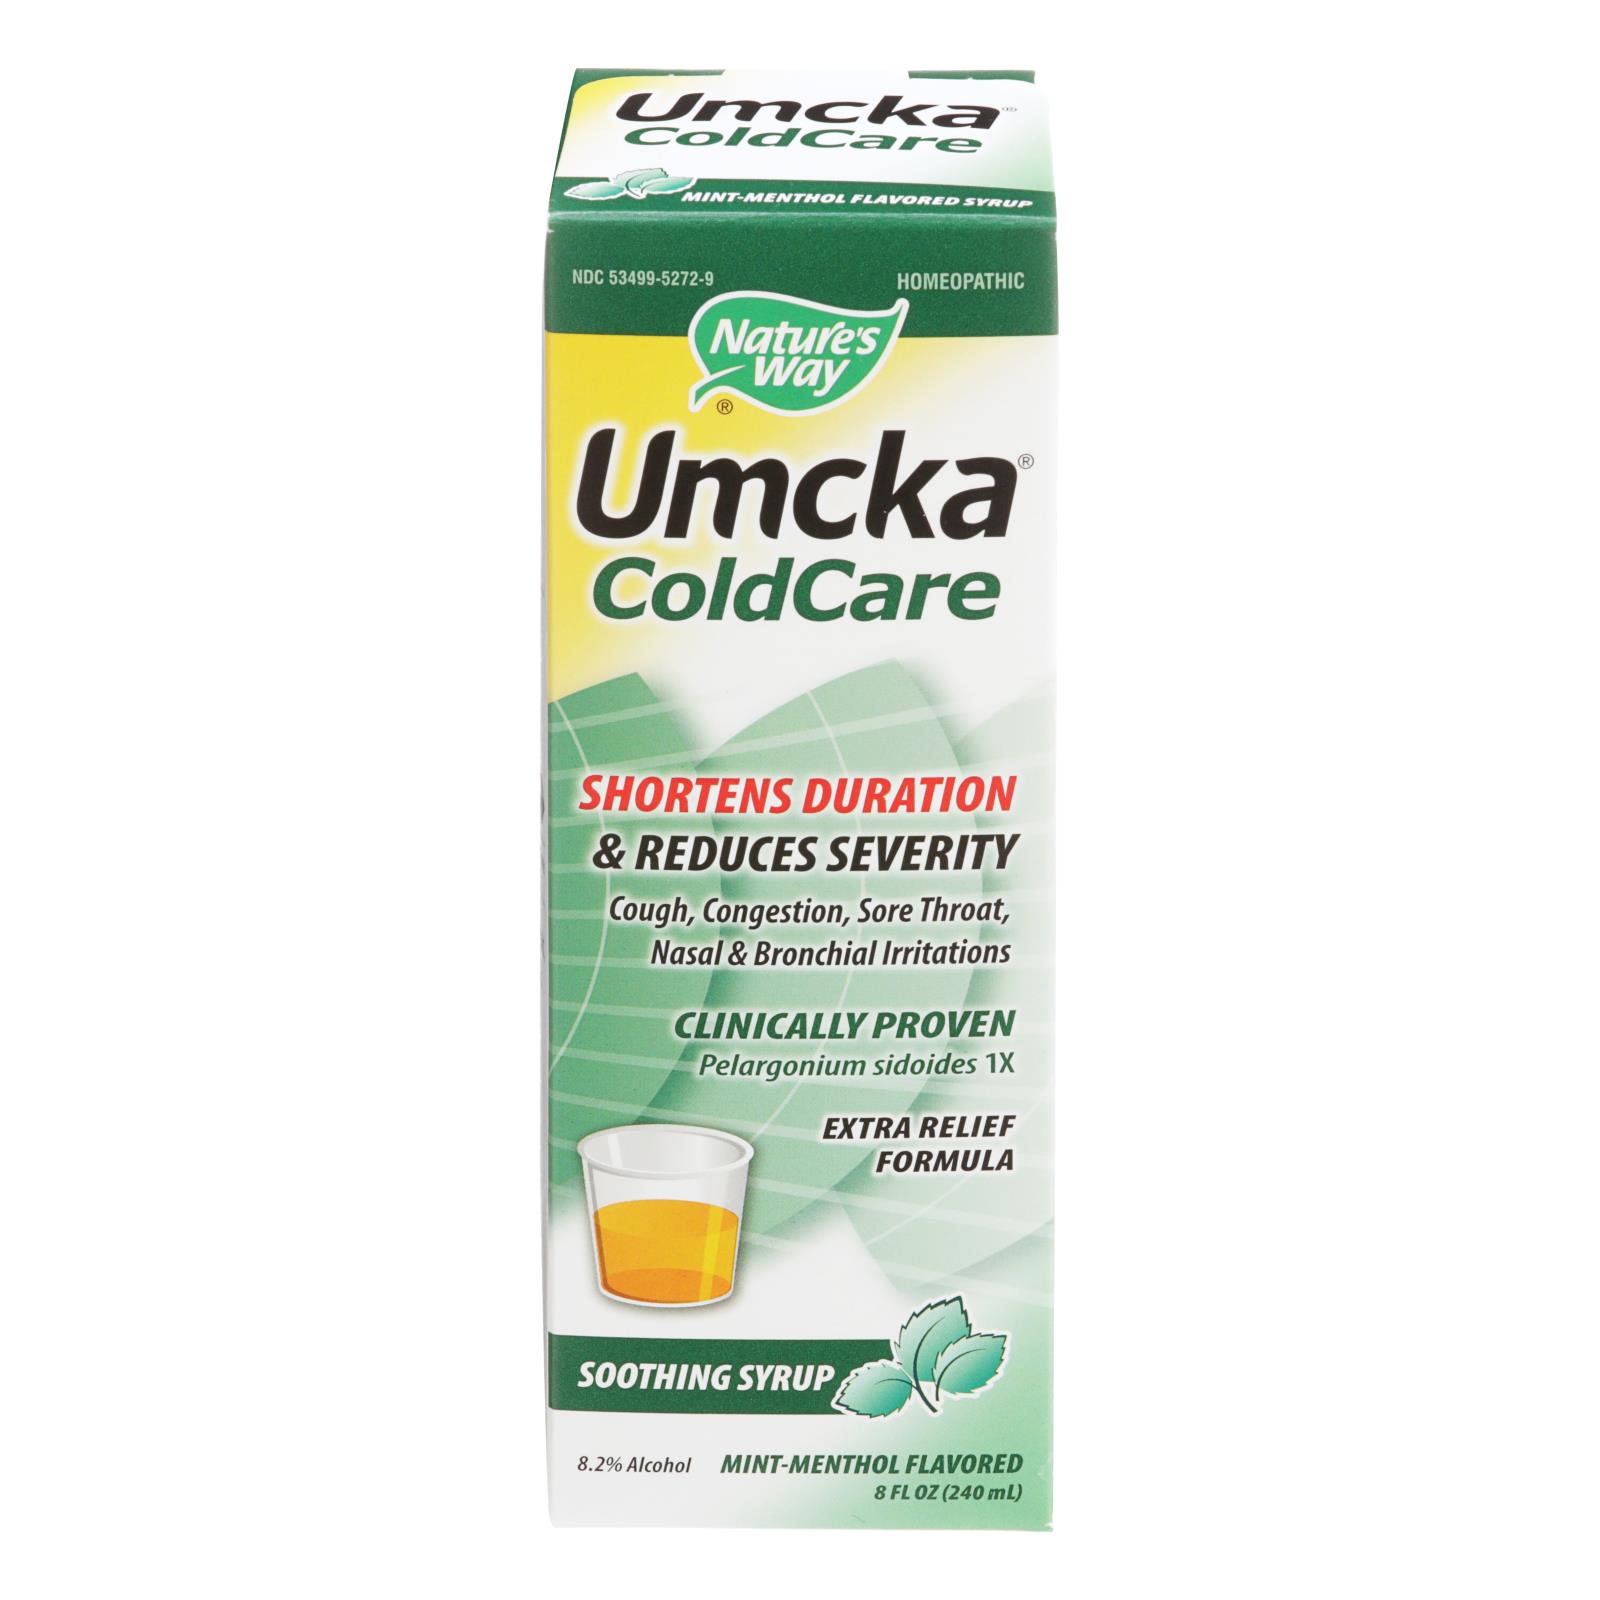 Umcka®
ColdCare
MINT-MENTHOL FLAVORED SYRUP
NDC 53499-5272-9
HOMEOPATHIC
Nature's
Way
®
Umcka®
ColdCare
SHORTENS DURATION
& REDUCES SEVERITY
Cough, Congestion, Sore Throat,
Nasal & Bronchial Irritations
CLINICALLY PROVEN
Pelargonium sidoides 1X
EXTRA RELIEF
FORMULA
SOOTHING SYRUP
8.2% Alcohol
MINT-MENTHOL FLAVORED
8 FL OZ (240 mL)